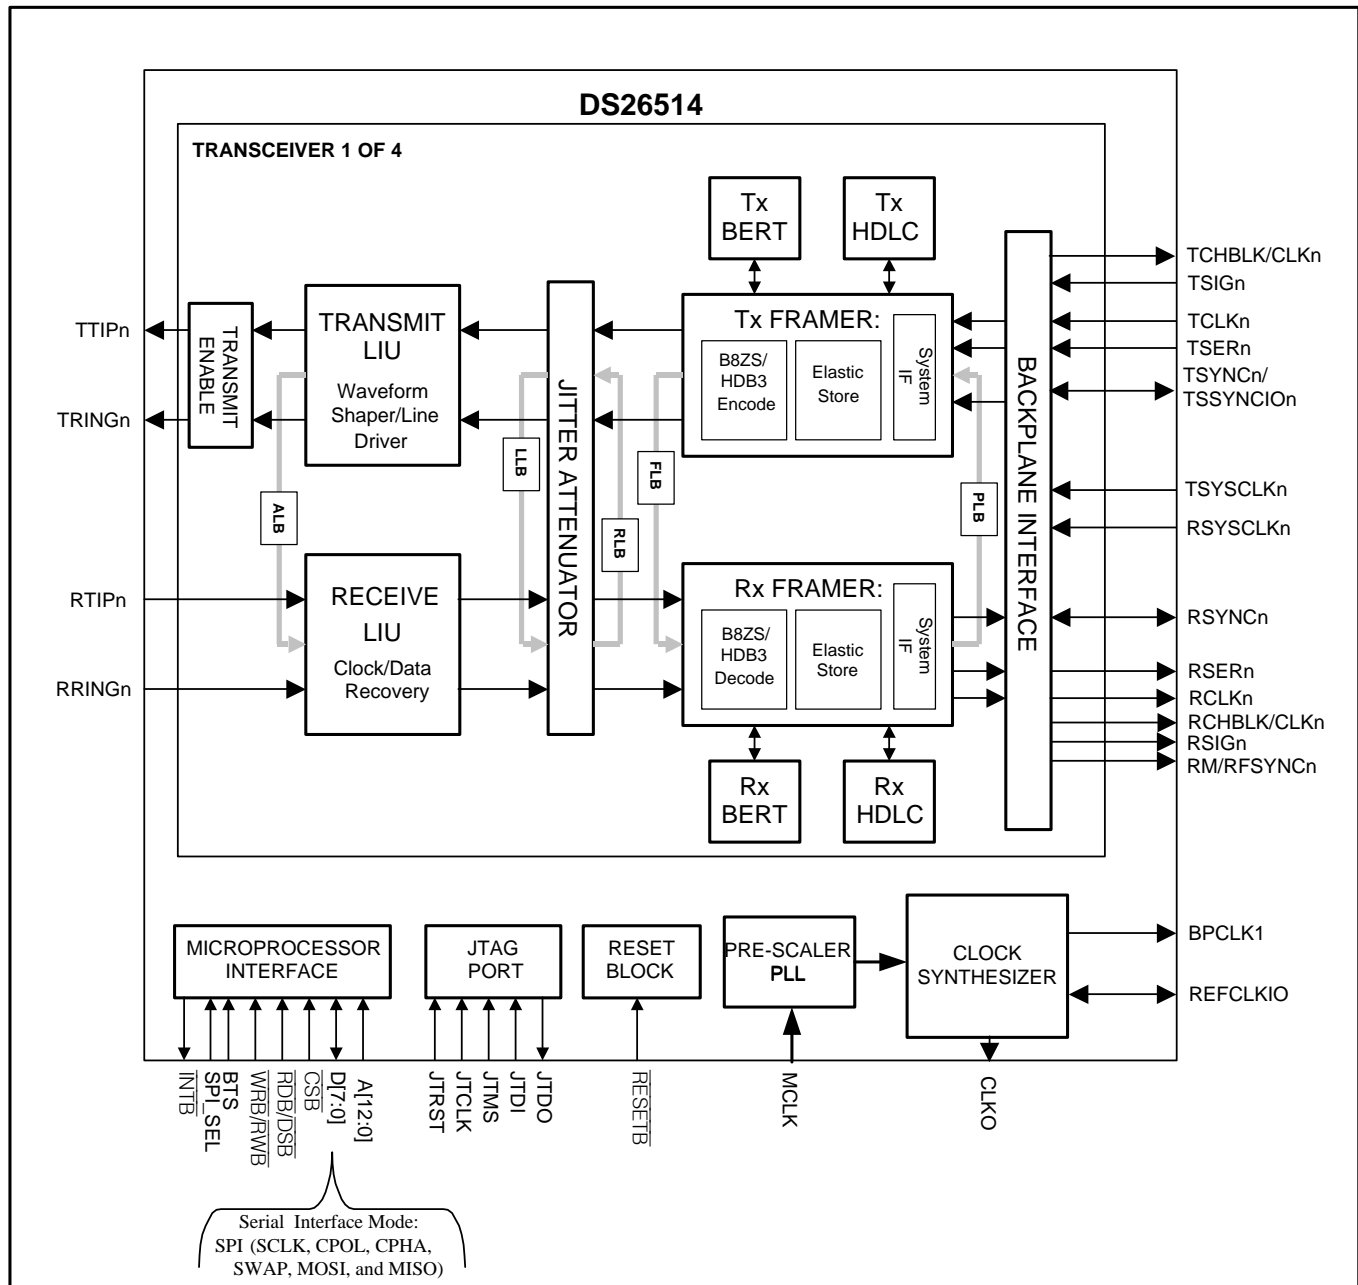 DS26514
TRANSCEIVER 1 OF 4
Tx
BERT
Tx
HDLC
TCHBLK/CLKn
TSIGn
TCLKn
TSERn
TSYNCn/
TSSYNCIOn
TSYSCLKn
RSYSCLKn
RSYNCn
RSERn
RCLKn
RCHBLK/CLKn
RSIGn
RM/RFSYNCn
TTIPn
TRINGn
RTIPn
RRINGn
TRANSMIT
ENABLE
TRANSMIT
LIU
Waveform
Shaper/Line
Driver
JITTER ATTENUATOR
Tx FRAMER:
B8ZS/
HDB3
Encode
Elastic
Store
System
IF
BACKPLANE INTERFACE
ALB
LLB
RLB
FLB
PLB
RECEIVE
LIU
Clock/Data
Recovery
Rx FRAMER:
B8ZS/
HDB3
Decode
Elastic
Store
System
IF
Rx
BERT
Rx
HDLC
MICROPROCESSOR
INTERFACE
JTAG
PORT
RESET
BLOCK
PRE-SCALER
PLL
CLOCK
SYNTHESIZER
BPCLK1
REFCLKIO
INTB
SPI_SEL
BTS
WRB/RWB
RDB/DSB
CSB
D[7:0]
A[12:0]
JTRST
JTCLK
JTMS
JTDI
JTDO
RESETB
MCLK
CLKO
Serial Interface Mode:
SPI (SCLK, CPOL, CPHA,
SWAP, MOSI, and MISO)